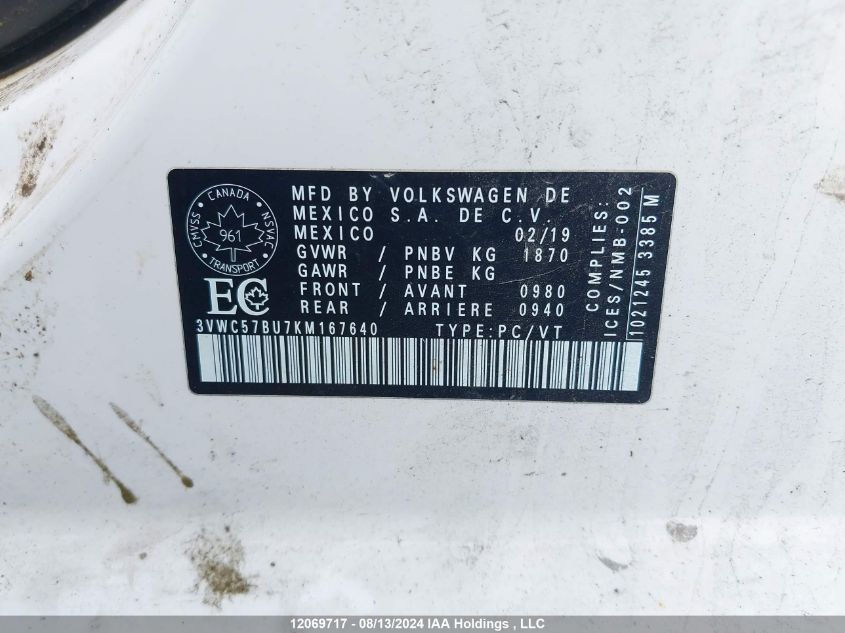 CANADA
CMVSS
NSVAC
961
TRANSPORT
EC
MFD BY VOLKSWAGEN DE
MEXICO S.A. DE C.V.
MEXICO 02/19
GVWR / PNBV KG 1870
GAWR / PNBE KG
FRONT / AVANT 0980
REAR / ARRIERE 0940
3VWC57BU7KM167640 TYPE:PC/VT
COMPLIES:
ICES/NMB-002
1021245 3385 M
12069717 - 08/13/2024 IAA Holdings , LLC